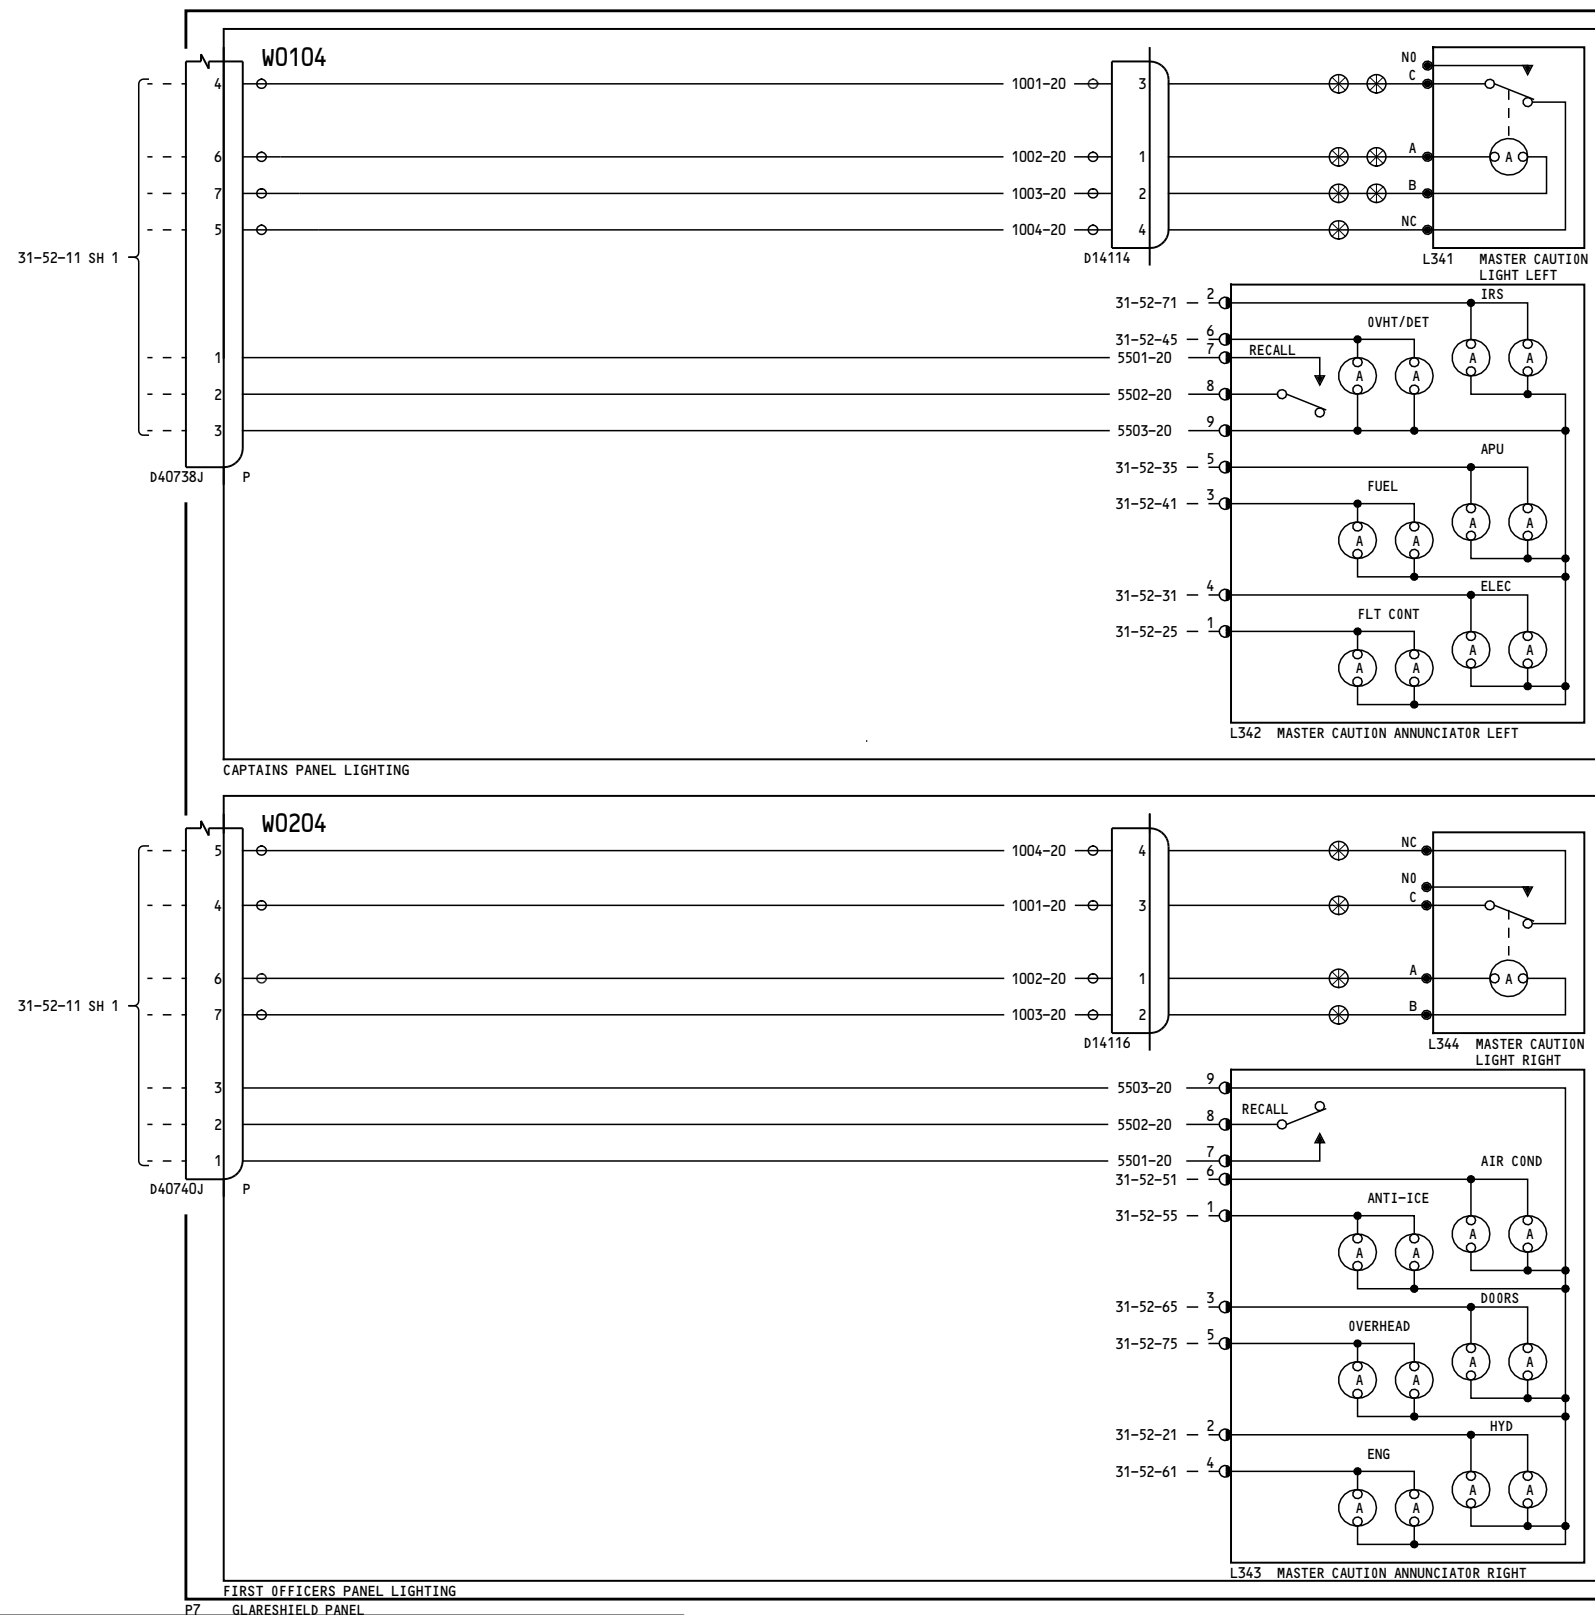 W0104
4 1001-20 3 NO C
6 1002-20 1 A A
7 1003-20 2 B
5 1004-20 4 NC
31-52-11 SH 1
D14114
L341 MASTER CAUTION
LIGHT LEFT
31-52-71 2 IRS
31-52-45 6 OVHT/DET
1 5501-20 7 RECALL A A
2 5502-20 8 A A
3 5503-20 9
31-52-35 5 APU
D40738J P
31-52-41 3 FUEL
A A A A
31-52-31 4 ELEC
31-52-25 1 FLT CONT
A A A A
L342 MASTER CAUTION ANNUNCIATOR LEFT
CAPTAINS PANEL LIGHTING
W0204
5 1004-20 4 NC
NO
4 1001-20 3 C
6 1002-20 1 A A
31-52-11 SH 1
7 1003-20 2 B
D14116
L344 MASTER CAUTION
LIGHT RIGHT
3 5503-20 9
2 5502-20 8 RECALL
1 5501-20 7
31-52-51 6 AIR COND
D40740J P
31-52-55 1 ANTI-ICE
A A A A
31-52-65 3 DOORS
31-52-75 5 OVERHEAD
A A A A
31-52-21 2 HYD
31-52-61 4 ENG
A A A A
L343 MASTER CAUTION ANNUNCIATOR RIGHT
FIRST OFFICERS PANEL LIGHTING
P7 GLARESHIELD PANEL